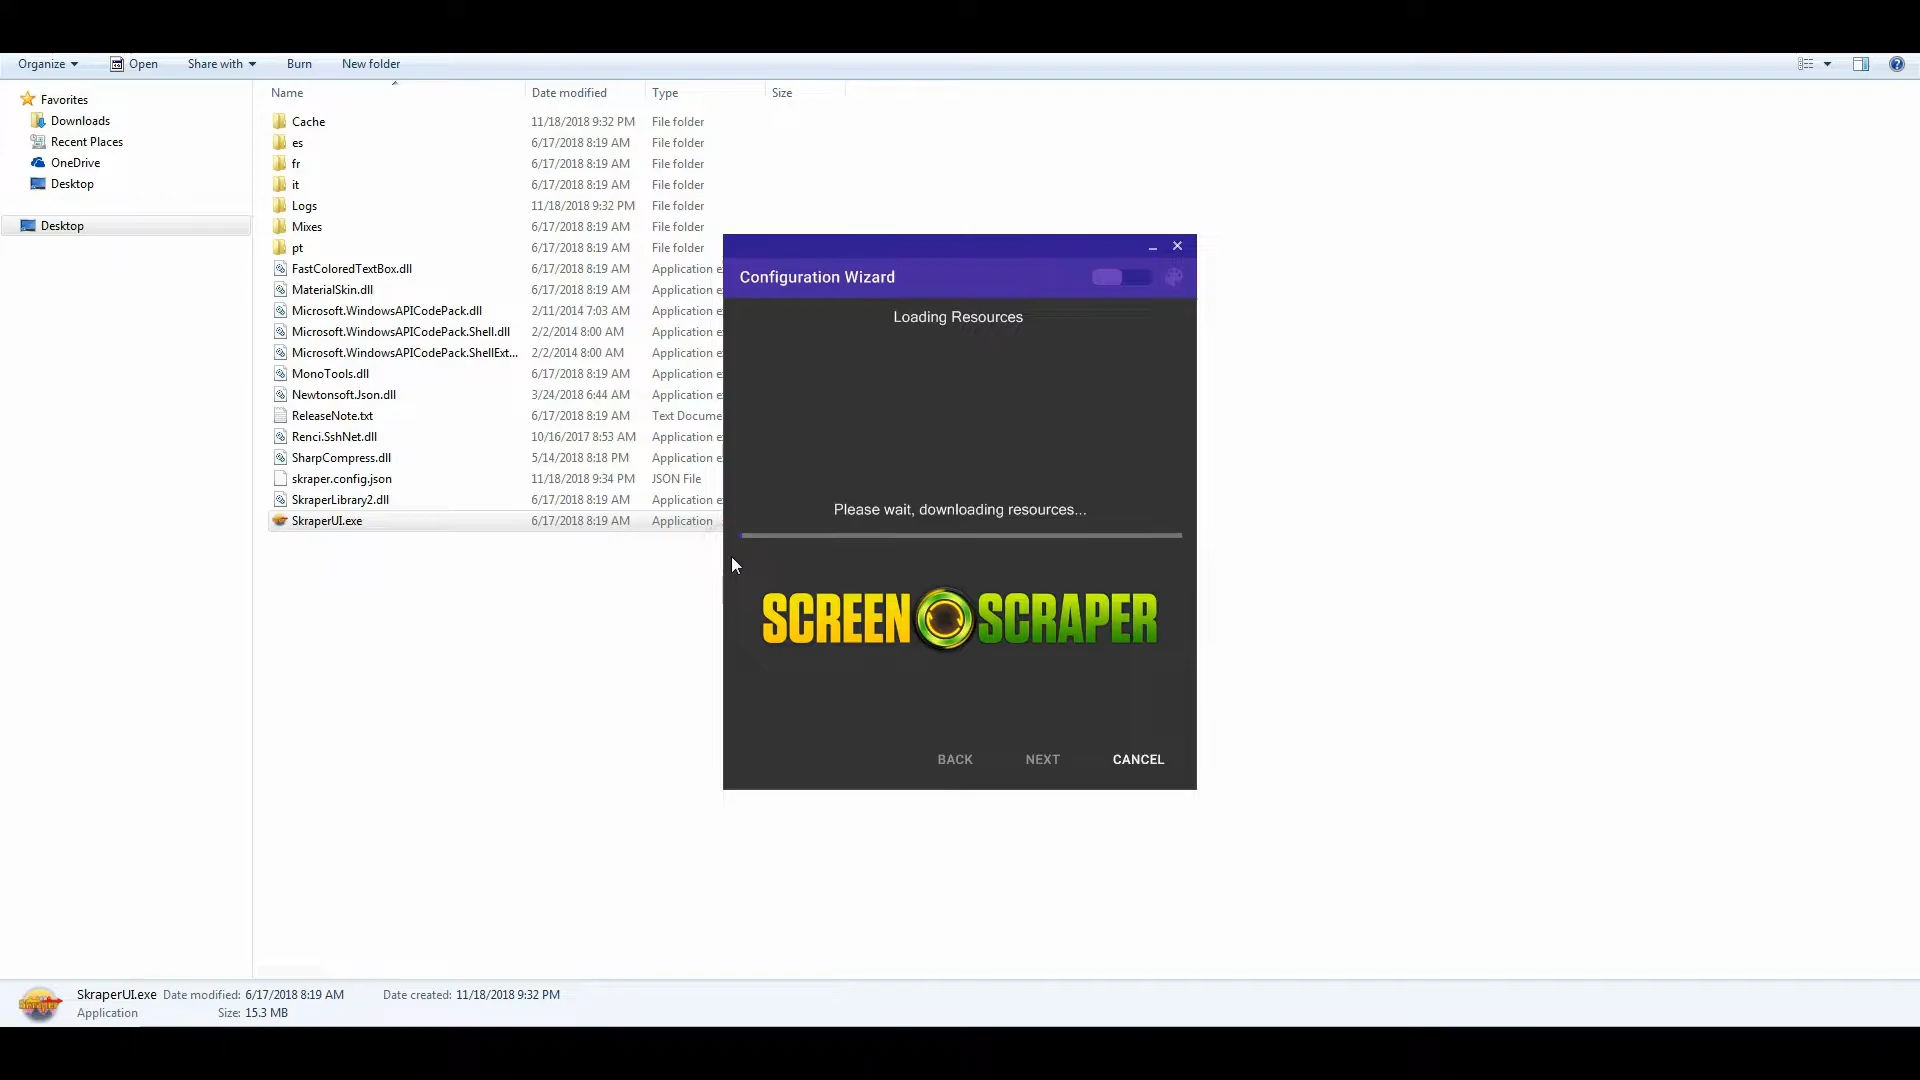 Organize Open Share with Burn New folder
Name Date modified Type Size
Favorites
Downloads
Recent Places
OneDrive
Desktop
Desktop
Cache 11/18/2018 9:32 PM File folder
es 6/17/2018 8:19 AM File folder
fr 6/17/2018 8:19 AM File folder
it 6/17/2018 8:19 AM File folder
Logs 11/18/2018 9:32 PM File folder
Mixes 6/17/2018 8:19 AM File folder
pt 6/17/2018 8:19 AM File folder
FastColoredTextBox.dll 6/17/2018 8:19 AM Application e
MaterialSkin.dll 6/17/2018 8:19 AM Application e
Microsoft.WindowsAPICodePack.dll 2/11/2014 7:03 AM Application e
Microsoft.WindowsAPICodePack.Shell.dll 2/2/2014 8:00 AM Application e
Microsoft.WindowsAPICodePack.ShellExt... 2/2/2014 8:00 AM Application e
MonoTools.dll 6/17/2018 8:19 AM Application e
Newtonsoft.Json.dll 3/24/2018 6:44 AM Application e
ReleaseNote.txt 6/17/2018 8:19 AM Text Docume
Renci.SshNet.dll 10/16/2017 8:53 AM Application e
SharpCompress.dll 5/14/2018 8:18 PM Application e
skraper.config.json 11/18/2018 9:34 PM JSON File
SkraperLibrary2.dll 6/17/2018 8:19 AM Application e
SkraperUI.exe 6/17/2018 8:19 AM Application
Configuration Wizard
Loading Resources
Please wait, downloading resources...
SCREEN SCRAPER
BACK NEXT CANCEL
SkraperUI.exe Date modified: 6/17/2018 8:19 AM Date created: 11/18/2018 9:32 PM
Application Size: 15.3 MB